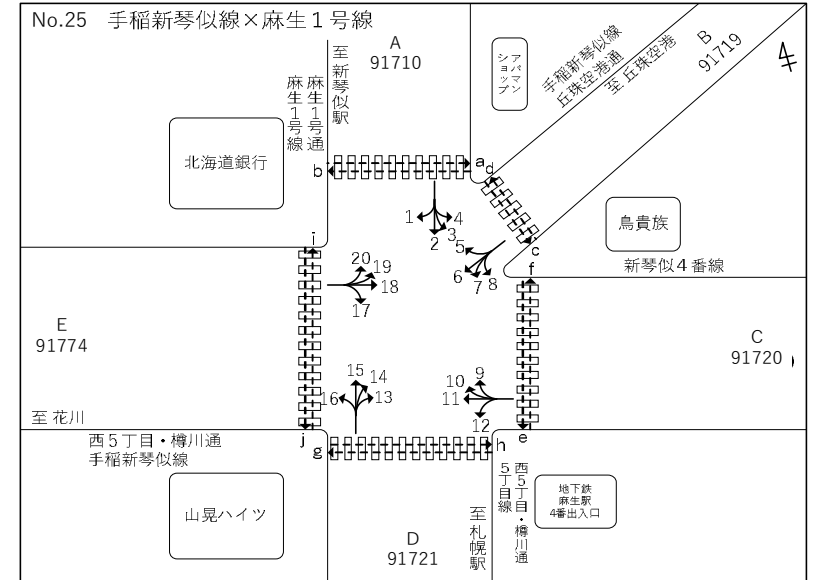 No.25 手稲新琴似線×麻生１号線
A
91710
至新琴似駅
麻生１号通
麻生１号線
アパマン
ショップ
手稲新琴似線
丘珠空港通
至丘珠空港
B
91719
北海道銀行
b
a
d
1
2
3
4
5
6
7
8
c
鳥貴族
f
新琴似４番線
i
20
19
18
17
E
91774
C
91720
15
14
16
13
9
10
11
12
至花川
j
g
h
e
西５丁目・樽川通
手稲新琴似線
西５丁目・樽川通
５丁目線
地下鉄
麻生駅
4番出入口
山晃ハイツ
至札幌駅
D
91721